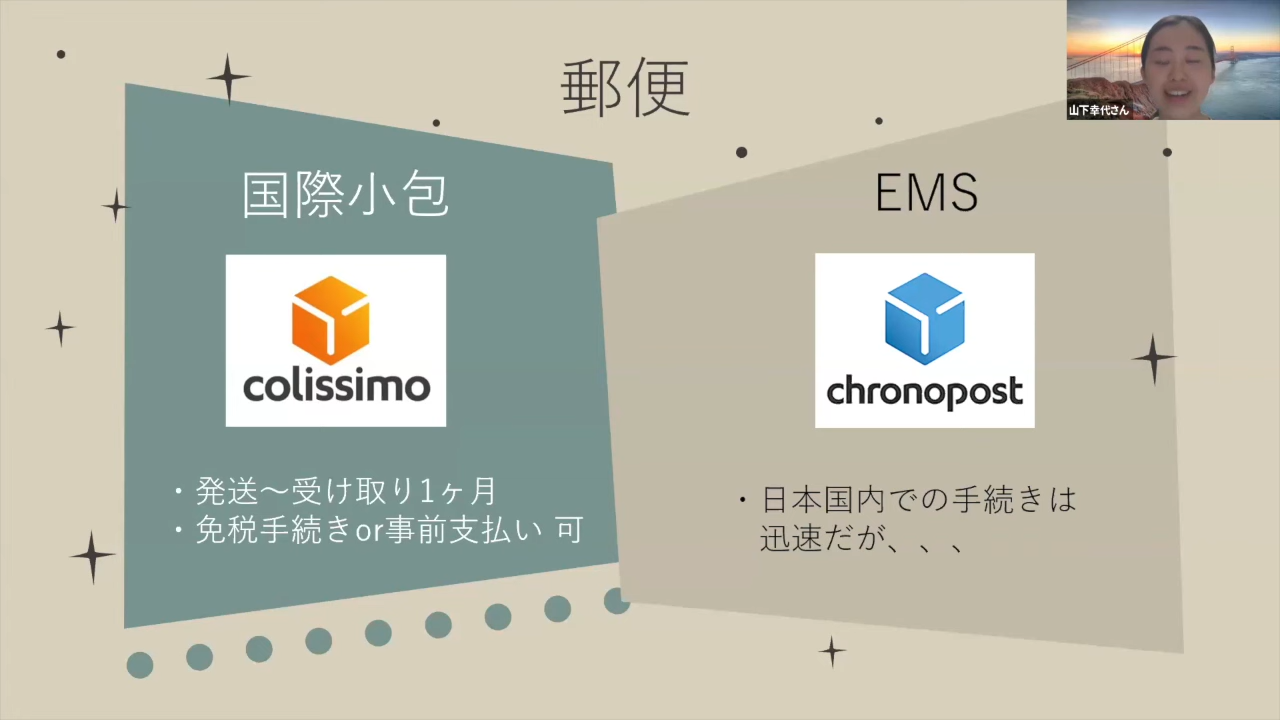 郵便
山下幸代さん
国際小包
colissimo
・発送～受け取り1ヶ月
・免税手続きor事前支払い 可
EMS
chronopost
・日本国内での手続きは
迅速だが、、、